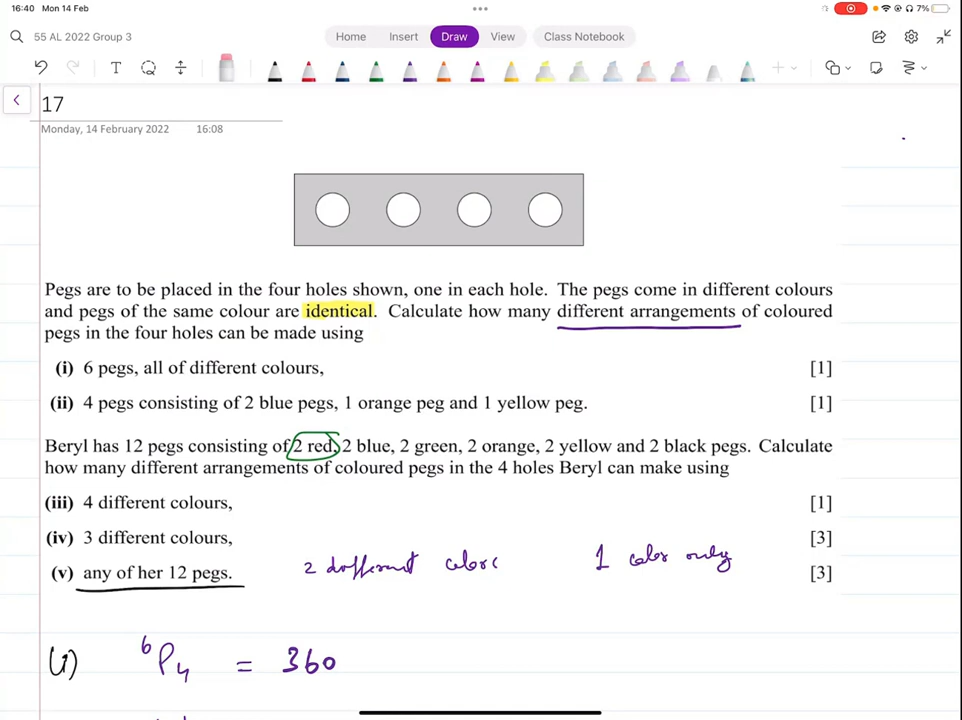 16:40 Mon 14 Feb
7%
55 AL 2022 Group 3
Home Insert Draw View Class Notebook
17
Monday, 14 February 2022 16:08
Pegs are to be placed in the four holes shown, one in each hole. The pegs come in different colours
and pegs of the same colour are identical. Calculate how many different arrangements of coloured
pegs in the four holes can be made using
(i) 6 pegs, all of different colours, [1]
(ii) 4 pegs consisting of 2 blue pegs, 1 orange peg and 1 yellow peg. [1]
Beryl has 12 pegs consisting of 2 red, 2 blue, 2 green, 2 orange, 2 yellow and 2 black pegs. Calculate
how many different arrangements of coloured pegs in the 4 holes Beryl can make using
(iii) 4 different colours, [1]
(iv) 3 different colours, [3]
2 different colors 1 color only
(v) any of her 12 pegs. [3]
(i) ⁶P₄ = 360